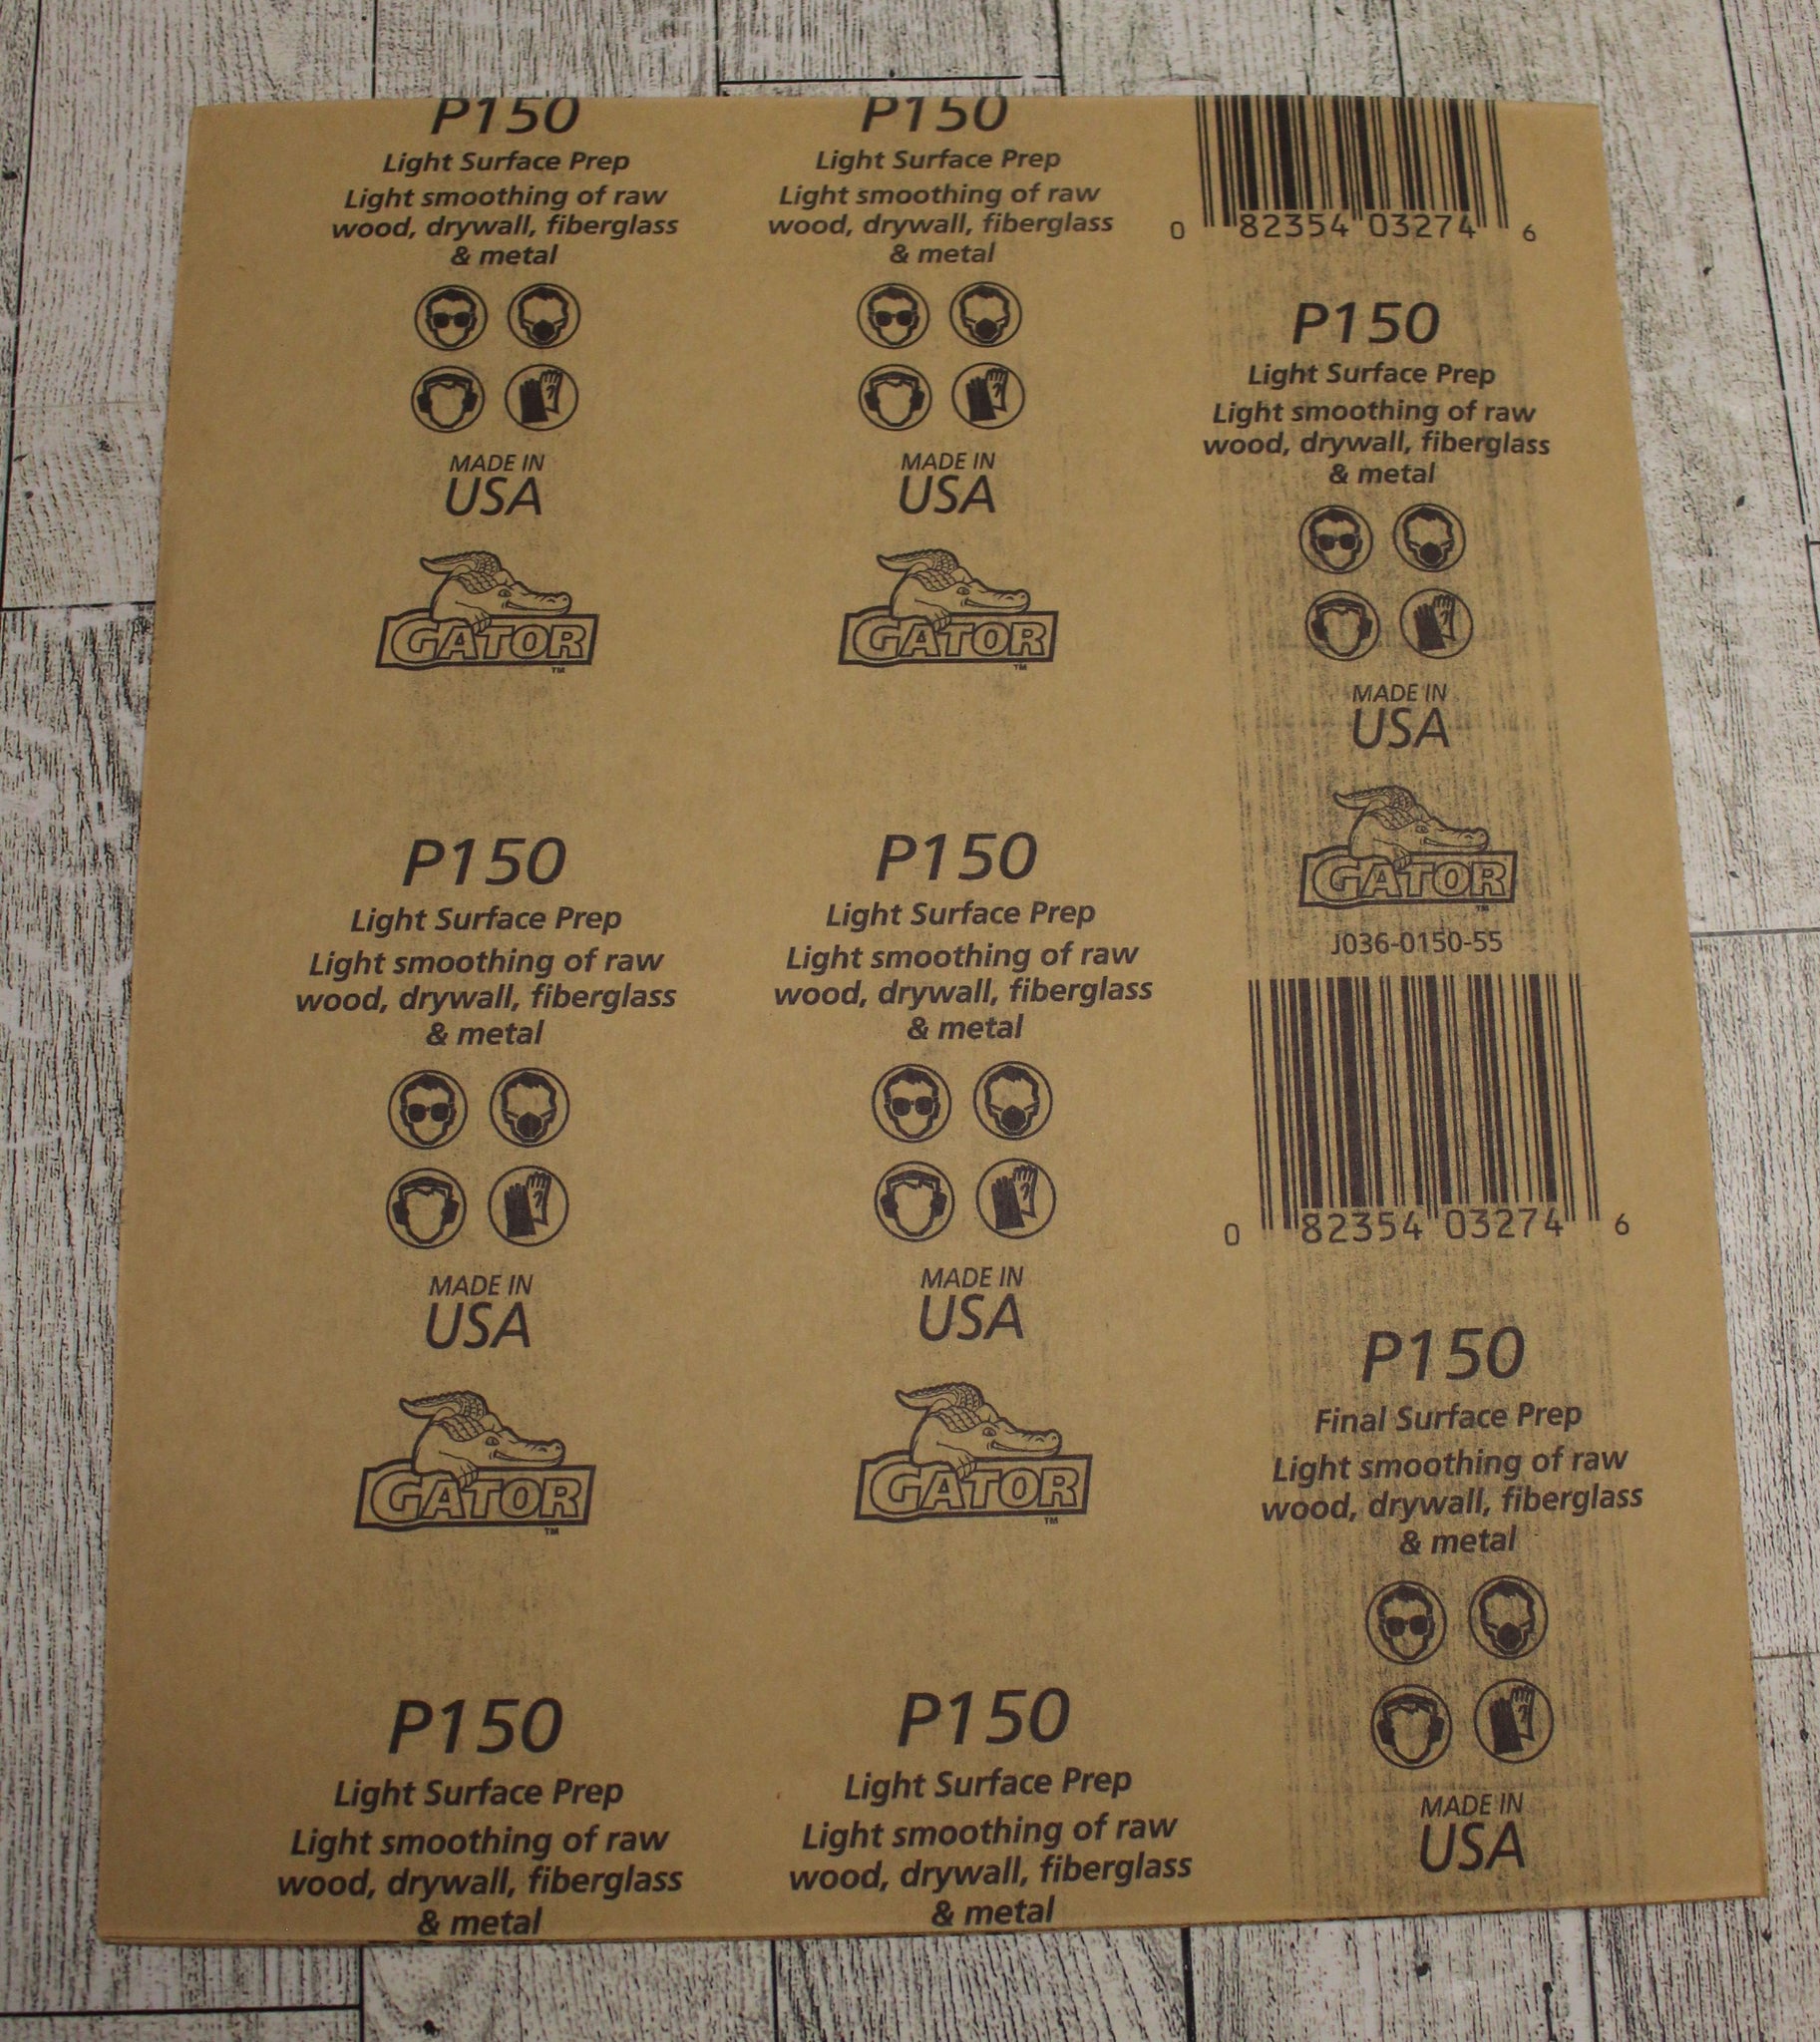 P150
Light Surface Prep
Light smoothing of raw
wood, drywall, fiberglass
& metal
MADE IN
USA
GATOR
TM
P150
Light Surface Prep
Light smoothing of raw
wood, drywall, fiberglass
& metal
MADE IN
USA
GATOR
TM
P150
Light Surface Prep
Light smoothing of raw
wood, drywall, fiberglass
& metal
P150
Light Surface Prep
Light smoothing of raw
wood, drywall, fiberglass
& metal
MADE IN
USA
GATOR
TM
P150
Light Surface Prep
Light smoothing of raw
wood, drywall, fiberglass
& metal
MADE IN
USA
GATOR
TM
P150
Light Surface Prep
Light smoothing of raw
wood, drywall, fiberglass
& metal
0 82354 03274 6
P150
Light Surface Prep
Light smoothing of raw
wood, drywall, fiberglass
& metal
MADE IN
USA
GATOR
TM
J036-0150-55
0 82354 03274 6
P150
Final Surface Prep
Light smoothing of raw
wood, drywall, fiberglass
& metal
MADE IN
USA